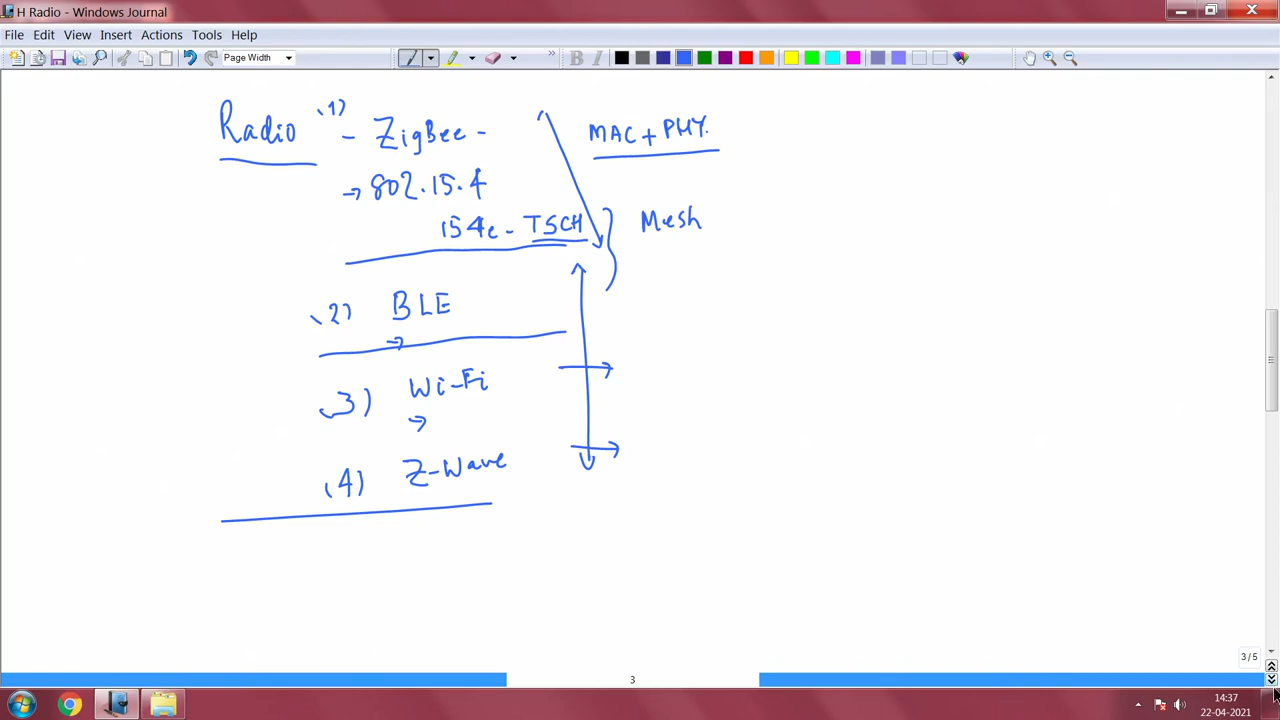 H Radio - Windows Journal
File Edit View Insert Actions Tools Help
Page Width
Radio (1) - ZigBee - MAC + PHY.
→ 802.15.4
154e - TSCH } Mesh
(2) BLE
→
(3) Wi-Fi
→
(4) Z-Wave
3/5
3
14:37
22-04-2021